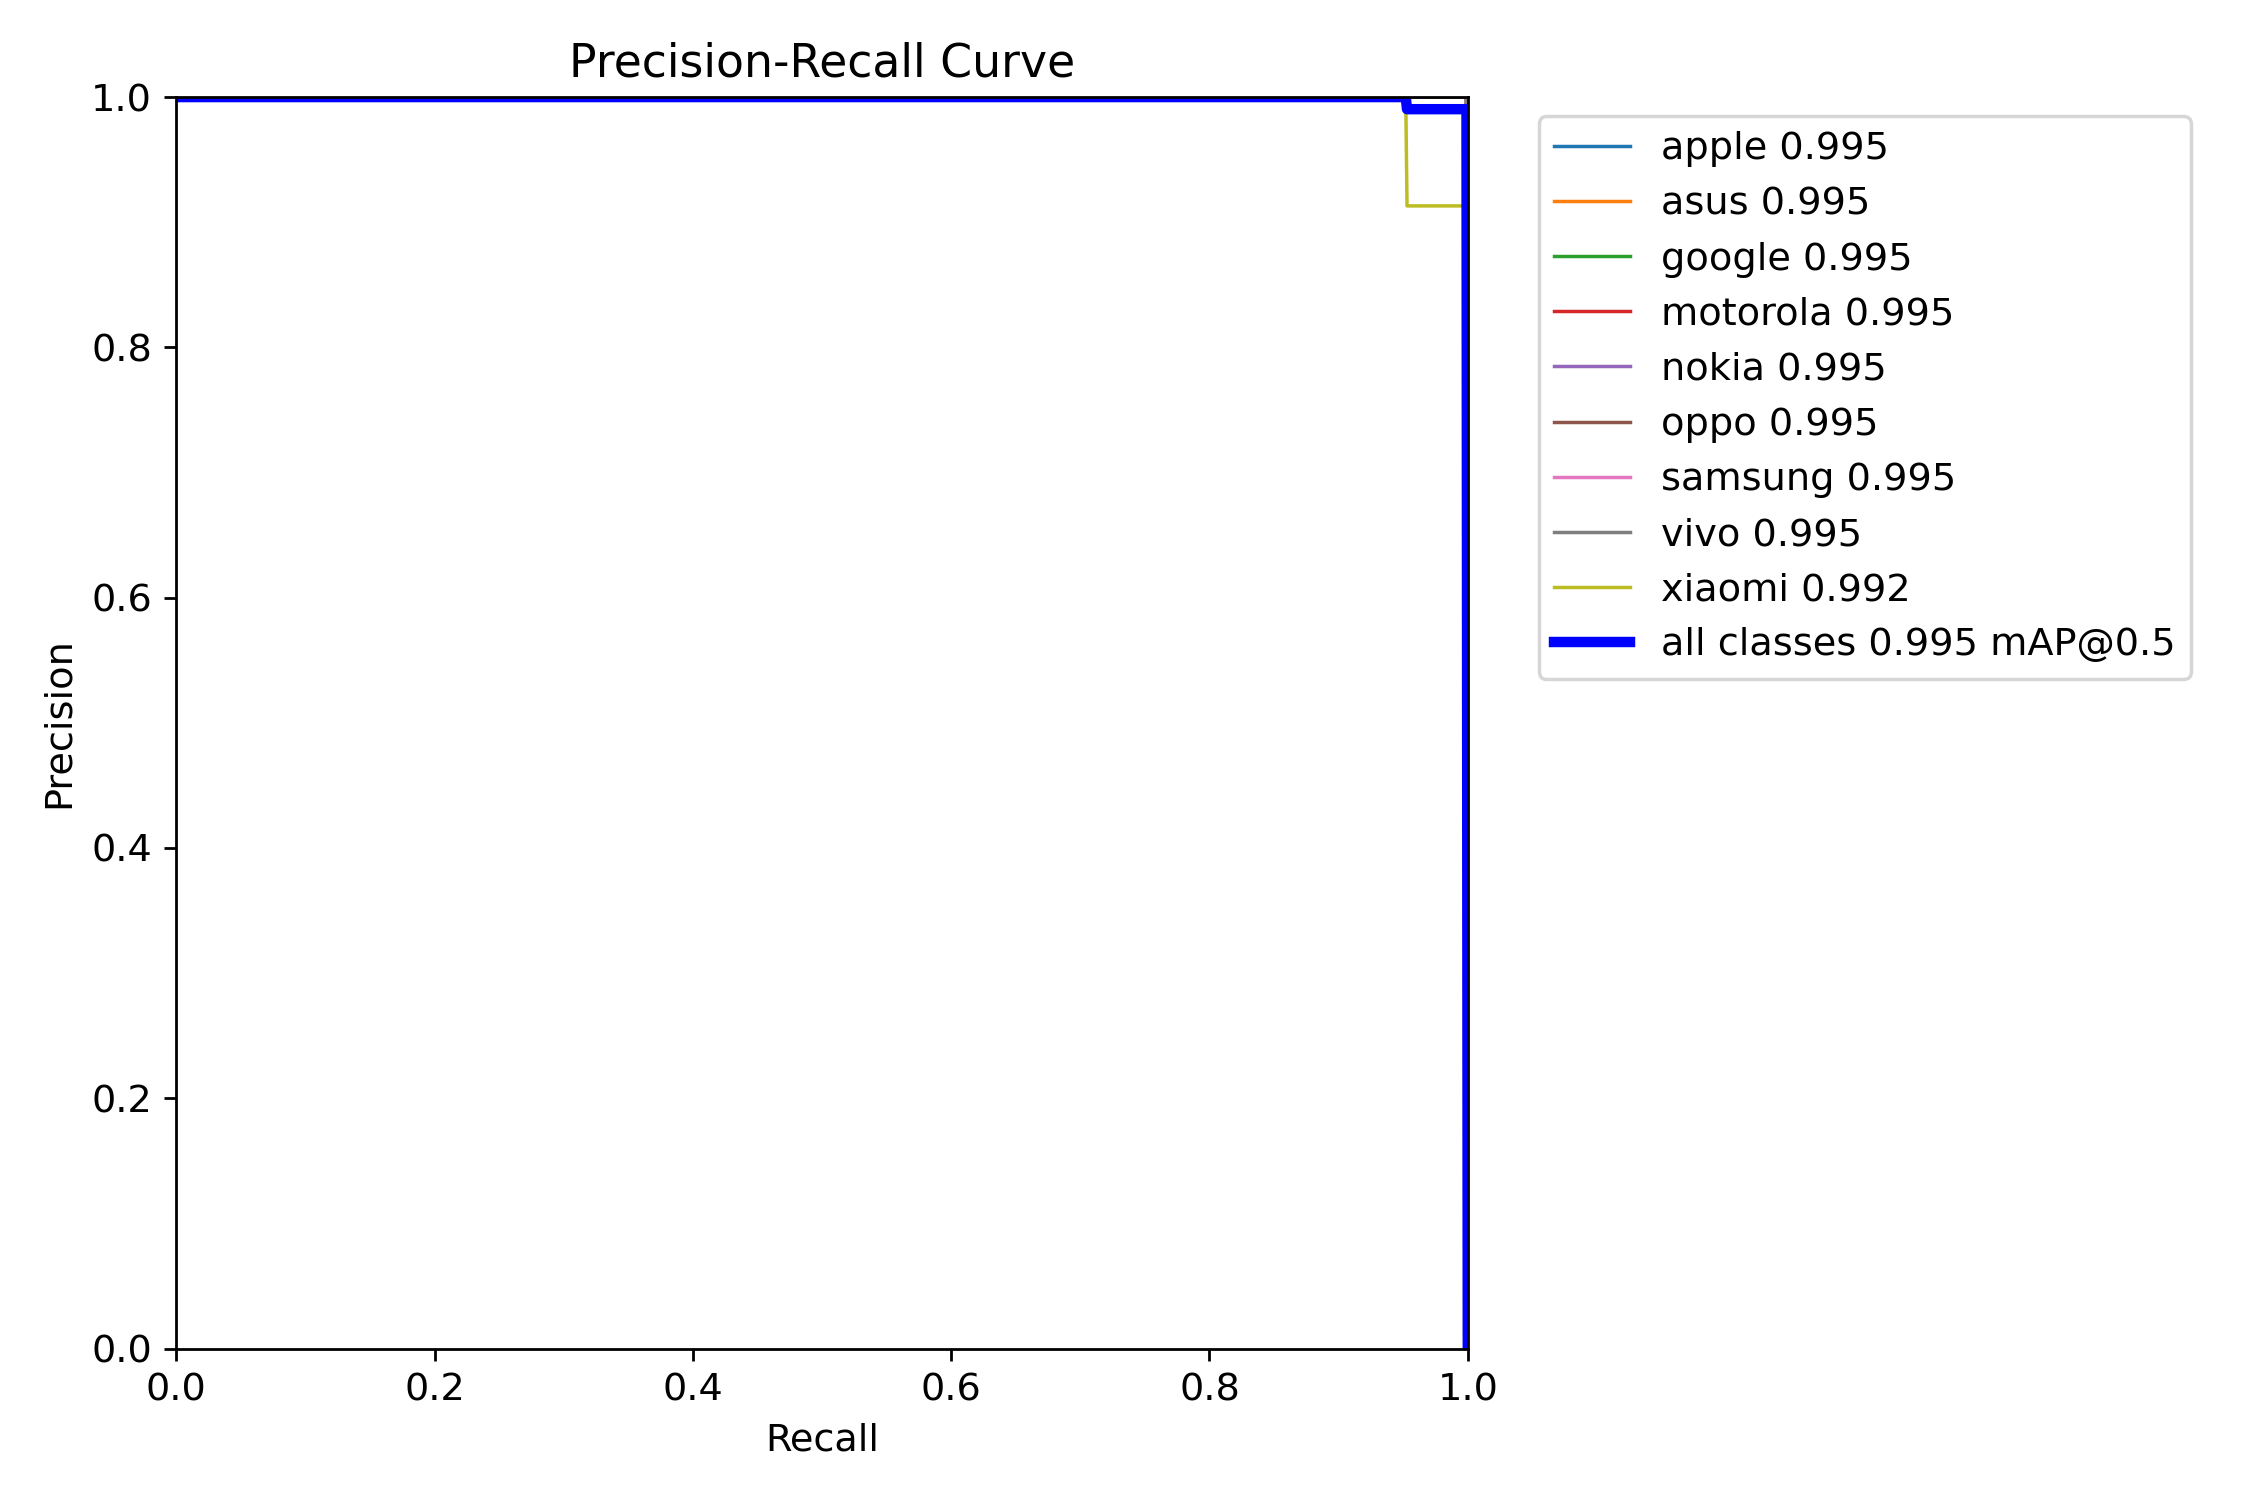 Precision-Recall Curve
1.0
0.8
0.6
0.4
0.2
0.0
Precision
0.0 0.2 0.4 0.6 0.8 1.0
Recall
apple 0.995
asus 0.995
google 0.995
motorola 0.995
nokia 0.995
oppo 0.995
samsung 0.995
vivo 0.995
xiaomi 0.992
all classes 0.995 mAP@0.5